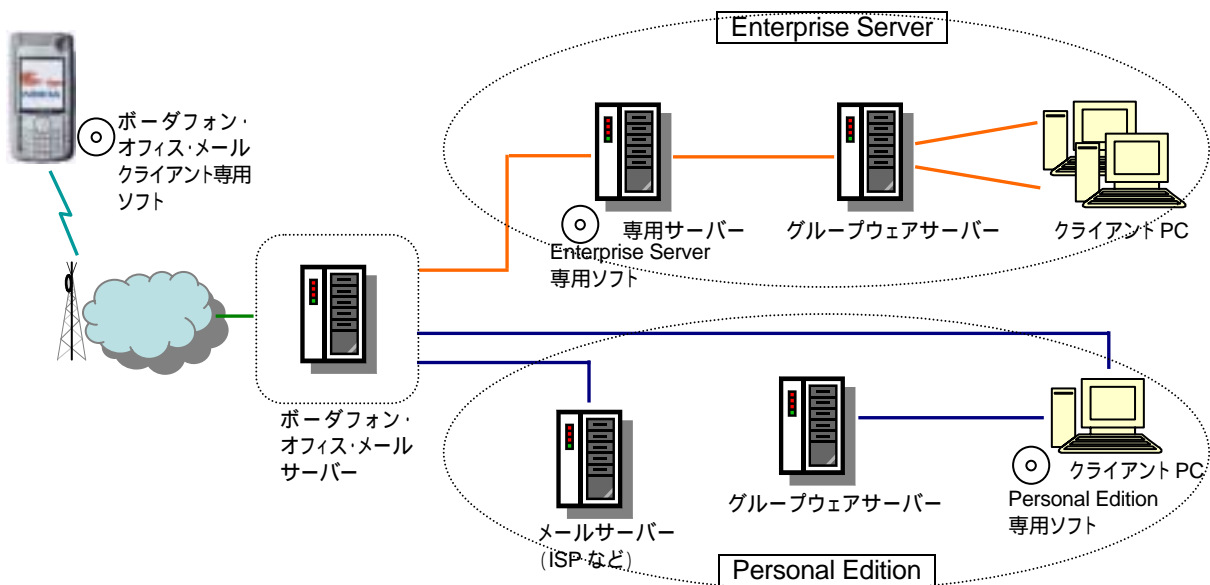 Enterprise Server
ボーダフォン・
オフィス・メール
クライアント専用
ソフト
専用サーバー
Enterprise Server
専用ソフト
グループウェアサーバー
クライアント PC
ボーダフォン・
オフィス・メール
サーバー
メールサーバー
(ISP など)
グループウェアサーバー
クライアント PC
Personal Edition
専用ソフト
Personal Edition